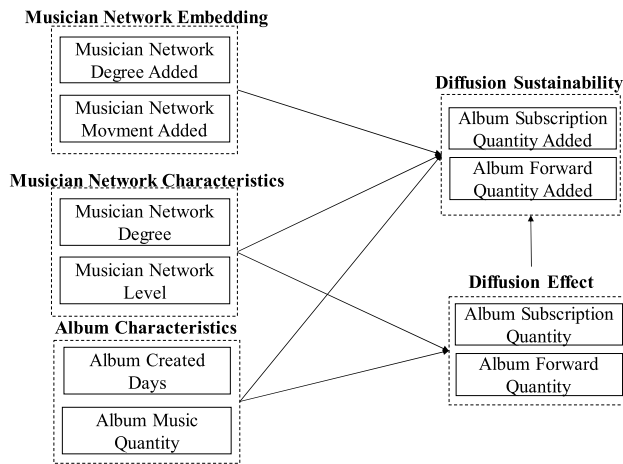 Musician Network Embedding
Musician Network
Degree Added
Musician Network
Movment Added
Musician Network Characteristics
Musician Network
Degree
Musician Network
Level
Album Characteristics
Album Created
Days
Album Music
Quantity
Diffusion Sustainability
Album Subscription
Quantity Added
Album Forward
Quantity Added
Diffusion Effect
Album Subscription
Quantity
Album Forward
Quantity